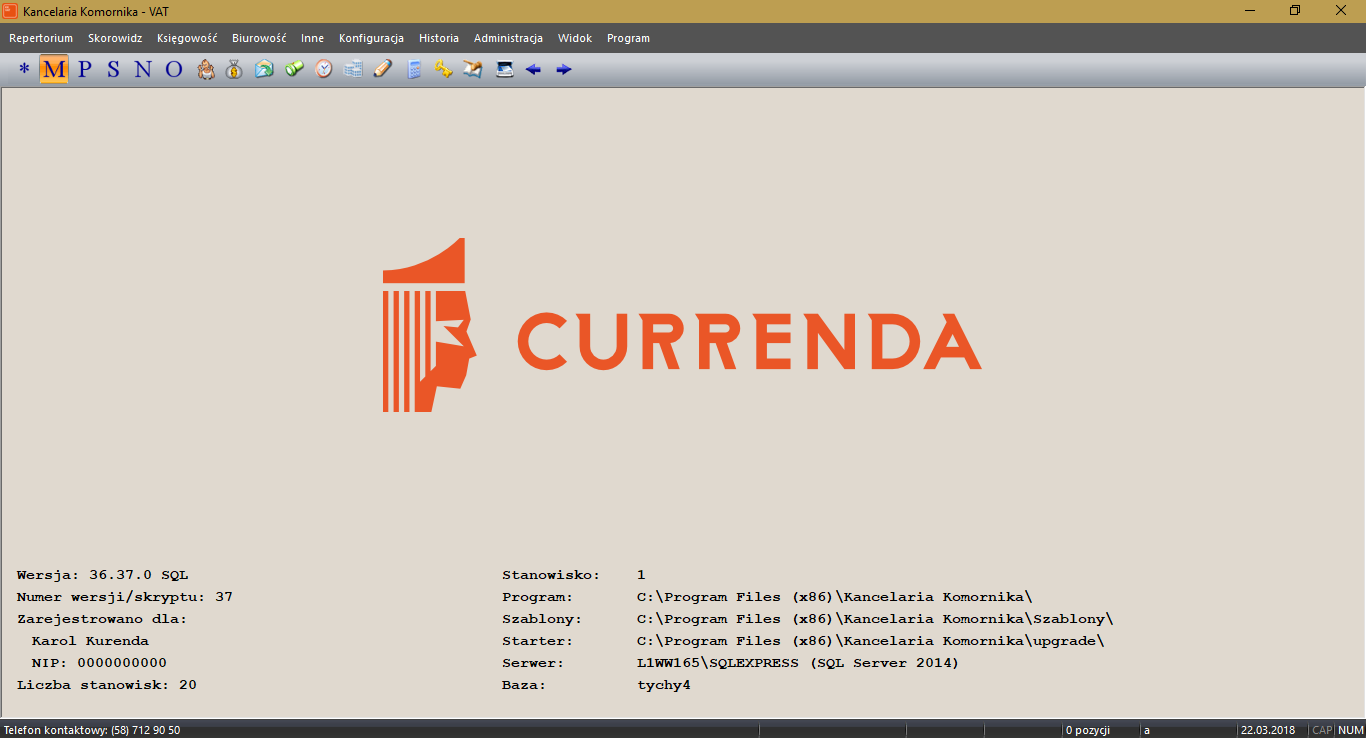 Kancelaria Komornika - VAT
Repertorium Skorowidz Księgowość Biurowość Inne Konfiguracja Historia Administracja Widok Program
* M P S N O
CURRENDA
Wersja: 36.37.0 SQL
Numer wersji/skryptu: 37
Zarejestrowano dla:
Karol Kurenda
NIP: 0000000000
Liczba stanowisk: 20
Stanowisko: 1
Program: C:\Program Files (x86)\Kancelaria Komornika\
Szablony: C:\Program Files (x86)\Kancelaria Komornika\Szablony\
Starter: C:\Program Files (x86)\Kancelaria Komornika\upgrade\
Serwer: L1WW165\SQLEXPRESS (SQL Server 2014)
Baza: tychy4
Telefon kontaktowy: (58) 712 90 50 0 pozycji a 22.03.2018 CAP NUM